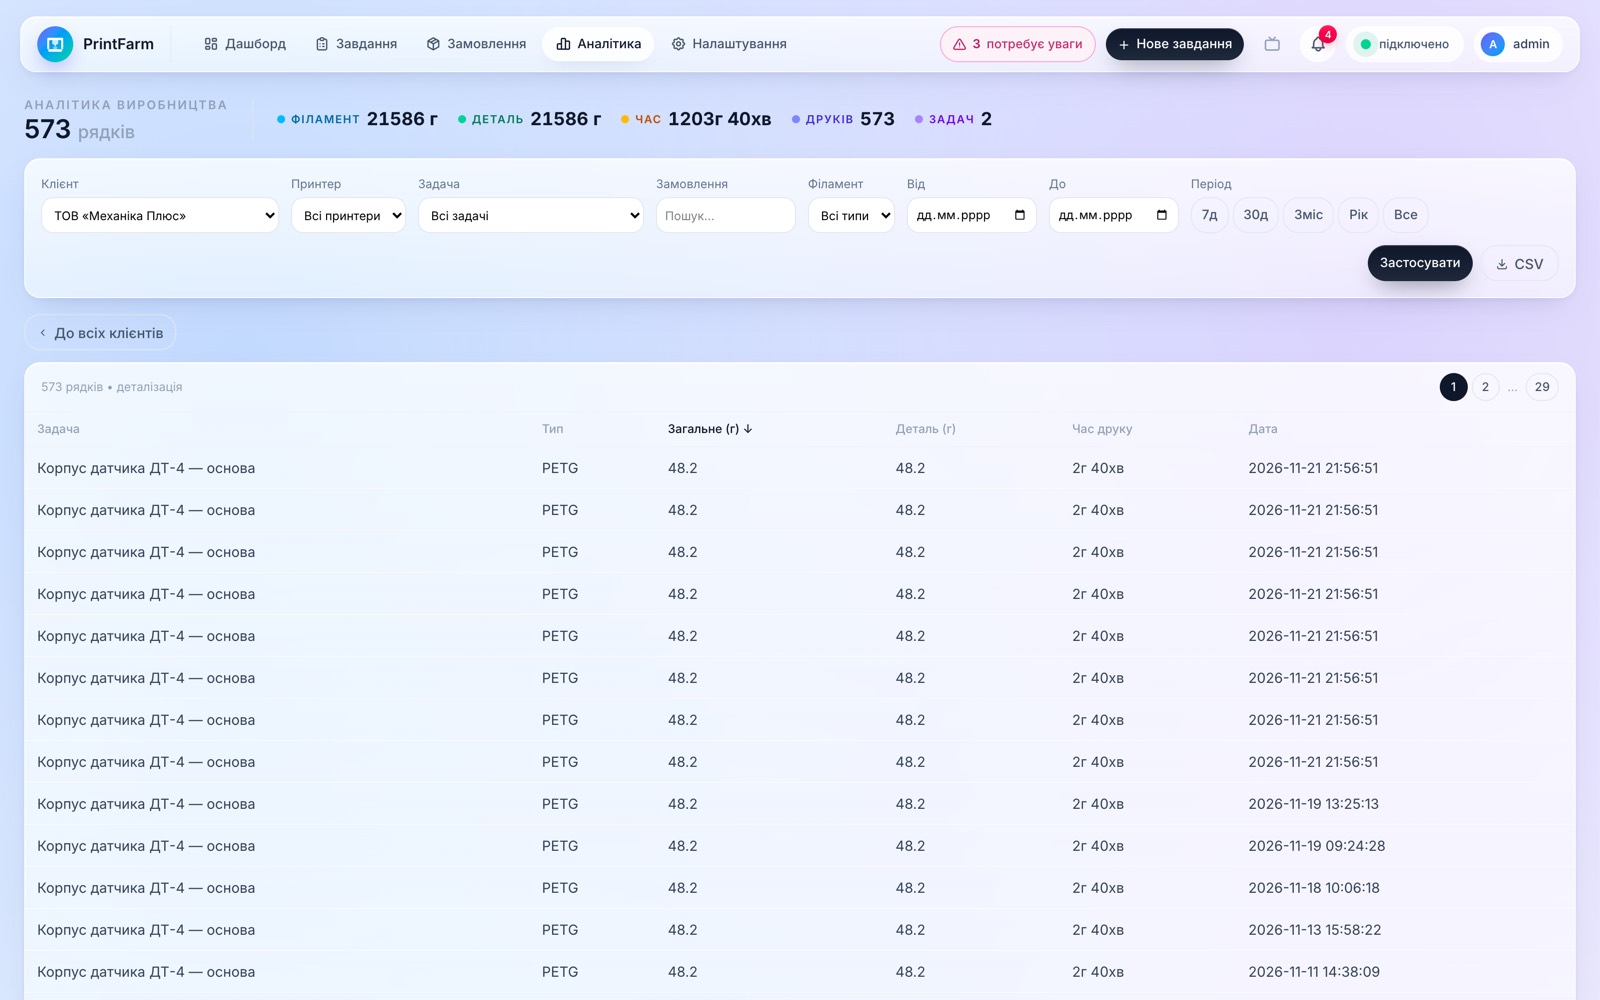 PrintFarm
Дашборд
Завдання
Замовлення
Аналітика
Налаштування
3 потребує уваги
+ Нове завдання
4
підключено
A admin
АНАЛІТИКА ВИРОБНИЦТВА
573 рядків
ФІЛАМЕНТ 21586 г
ДЕТАЛЬ 21586 г
ЧАС 1203г 40хв
ДРУКІВ 573
ЗАДАЧ 2
Клієнт Принтер Задача Замовлення Філамент Від До Період
ТОВ «Механіка Плюс» Всі принтери Всі задачі Пошук... Всі типи дд.мм.рррр дд.мм.рррр 7д 30д 3міс Рік Все
Застосувати CSV
‹ До всіх клієнтів
573 рядків • деталізація 1 2 ... 29
Задача Тип Загальне (г) ↓ Деталь (г) Час друку Дата
Корпус датчика ДТ-4 — основа PETG 48.2 48.2 2г 40хв 2026-11-21 21:56:51
Корпус датчика ДТ-4 — основа PETG 48.2 48.2 2г 40хв 2026-11-21 21:56:51
Корпус датчика ДТ-4 — основа PETG 48.2 48.2 2г 40хв 2026-11-21 21:56:51
Корпус датчика ДТ-4 — основа PETG 48.2 48.2 2г 40хв 2026-11-21 21:56:51
Корпус датчика ДТ-4 — основа PETG 48.2 48.2 2г 40хв 2026-11-21 21:56:51
Корпус датчика ДТ-4 — основа PETG 48.2 48.2 2г 40хв 2026-11-21 21:56:51
Корпус датчика ДТ-4 — основа PETG 48.2 48.2 2г 40хв 2026-11-21 21:56:51
Корпус датчика ДТ-4 — основа PETG 48.2 48.2 2г 40хв 2026-11-21 21:56:51
Корпус датчика ДТ-4 — основа PETG 48.2 48.2 2г 40хв 2026-11-19 13:25:13
Корпус датчика ДТ-4 — основа PETG 48.2 48.2 2г 40хв 2026-11-19 09:24:28
Корпус датчика ДТ-4 — основа PETG 48.2 48.2 2г 40хв 2026-11-18 10:06:18
Корпус датчика ДТ-4 — основа PETG 48.2 48.2 2г 40хв 2026-11-13 15:58:22
Корпус датчика ДТ-4 — основа PETG 48.2 48.2 2г 40хв 2026-11-11 14:38:09